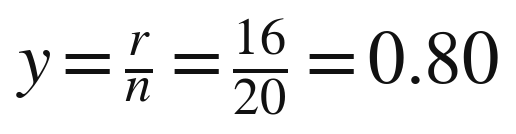 y = r/n = 16/20 = 0.80